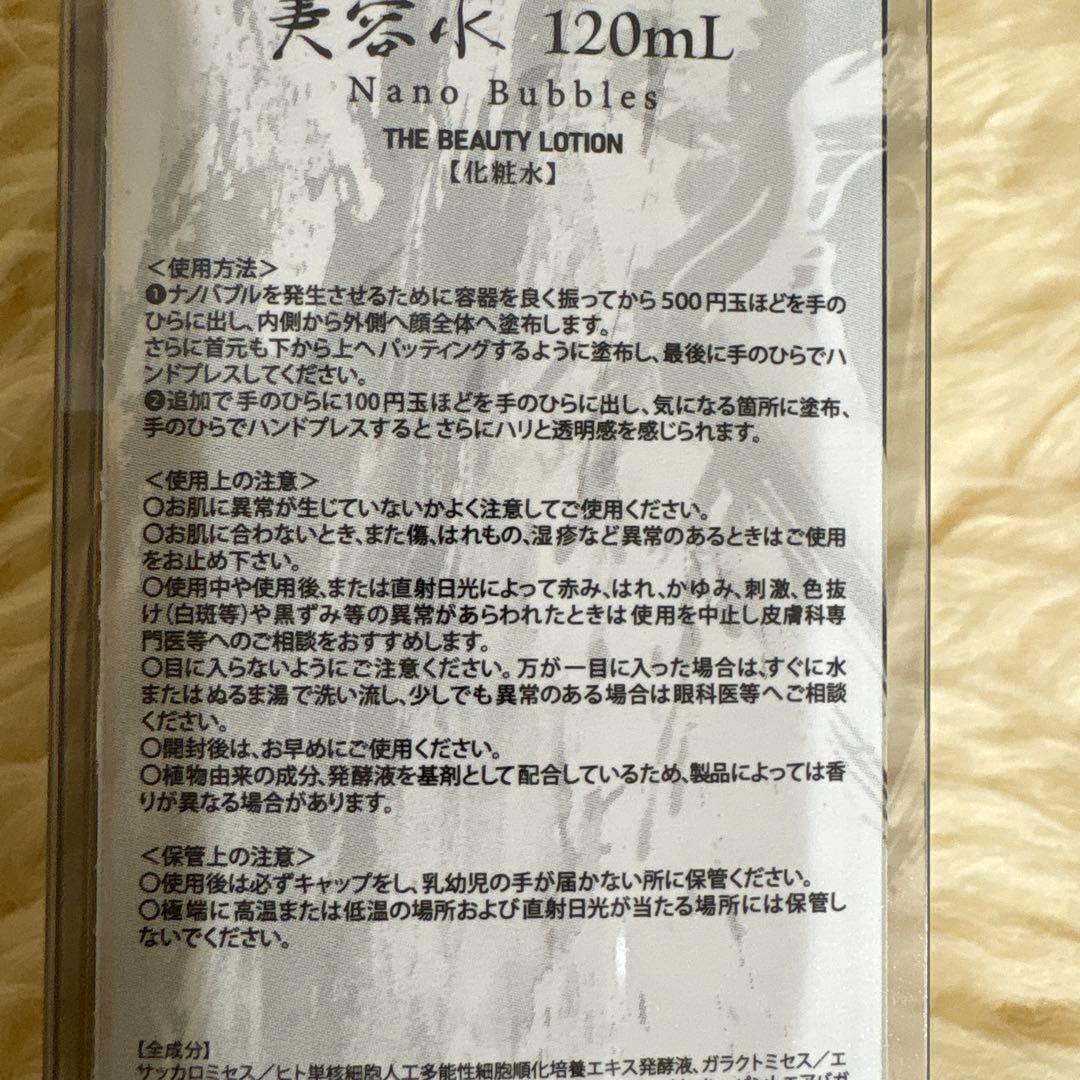 美容水 120mL
Nano Bubbles
THE BEAUTY LOTION
【化粧水】
＜使用方法＞
❶ナノバブルを発生させるために容器を良く振ってから500円玉ほどを手の
ひらに出し、内側から外側へ顔全体へ塗布します。
さらに首元も下から上へパッティングするように塗布し、最後に手のひらでハ
ンドプレスしてください。
❷追加で手のひらに100円玉ほどを手のひらに出し、気になる箇所に塗布、
手のひらでハンドプレスするとさらにハリと透明感を感じられます。
＜使用上の注意＞
〇お肌に異常が生じていないかよく注意してご使用ください。
〇お肌に合わないとき、また傷、はれもの、湿疹など異常のあるときはご使用
をお止め下さい。
〇使用中や使用後、または直射日光によって赤み、はれ、かゆみ、刺激、色抜
け（白斑等）や黒ずみ等の異常があらわれたときは使用を中止し皮膚科専
門医等へのご相談をおすすめします。
〇目に入らないようにご注意ください。万が一目に入った場合は、すぐに水
またはぬるま湯で洗い流し、少しでも異常のある場合は眼科医等へご相談
ください。
〇開封後は、お早めにご使用ください。
〇植物由来の成分、発酵液を基剤として配合しているため、製品によっては香
りが異なる場合があります。
＜保管上の注意＞
〇使用後は必ずキャップをし、乳幼児の手が届かない所に保管ください。
〇極端に高温または低温の場所および直射日光が当たる場所には保管し
ないでください。
【全成分】
サッカロミセス／ヒト単核細胞人工多能性細胞順化培養エキス発酵液、ガラクトミセス／エ